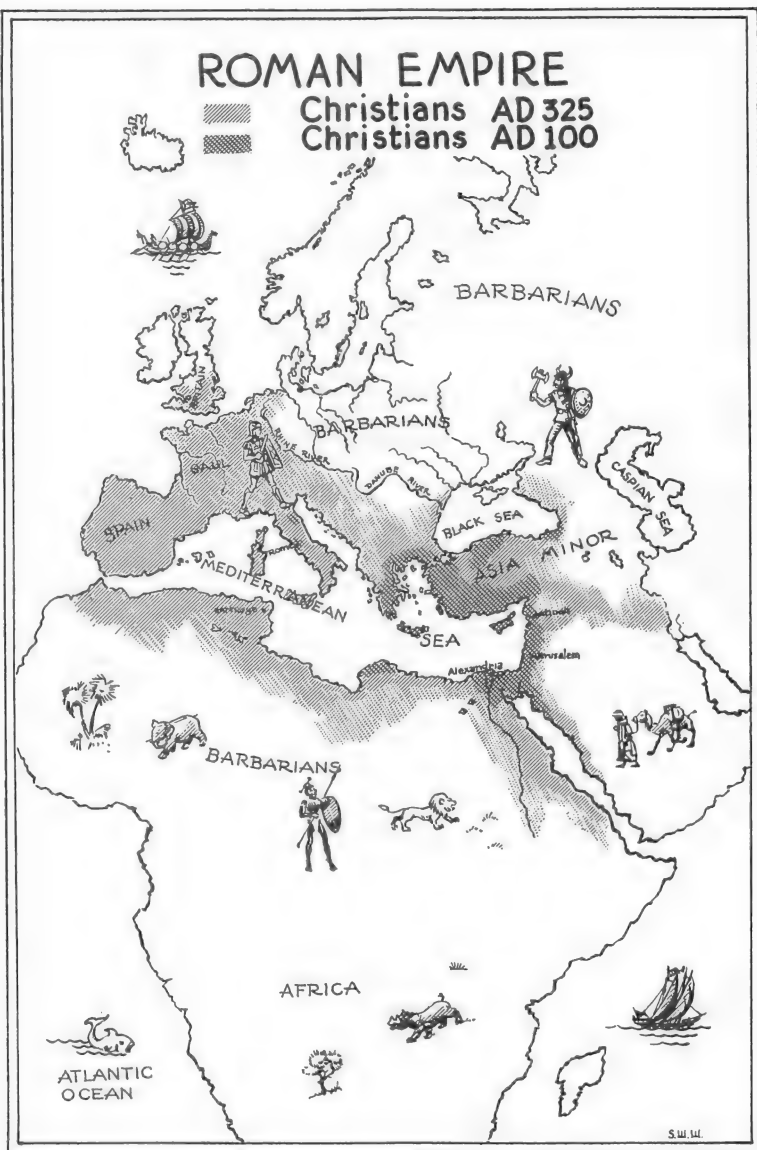 ROMAN EMPIRE
Christians AD 325
Christians AD 100
BARBARIANS
BRITAIN
BARBARIANS
RHINE RIVER
GAUL
DANUBE RIVER
CASPIAN SEA
BLACK SEA
SPAIN
ASIA MINOR
MEDITERRANEAN
SEA
Jerusalem
Alexandria
BARBARIANS
AFRICA
ATLANTIC
OCEAN
S.W.W.